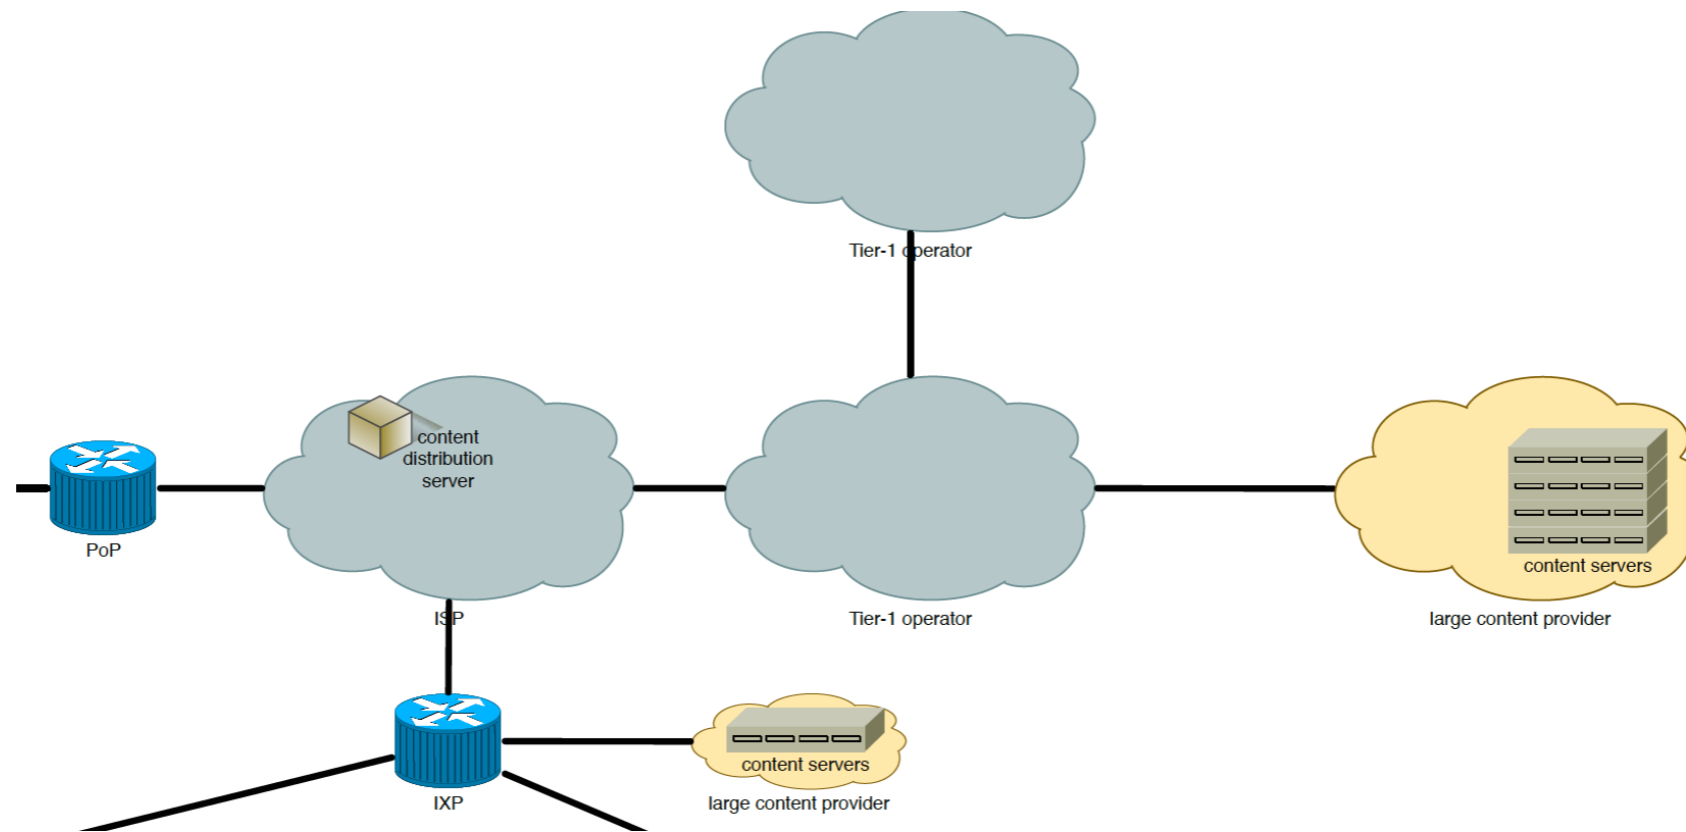 Tier-1 operator
content
distribution
server
content servers
PoP
ISP
Tier-1 operator
large content provider
content servers
IXP
large content provider